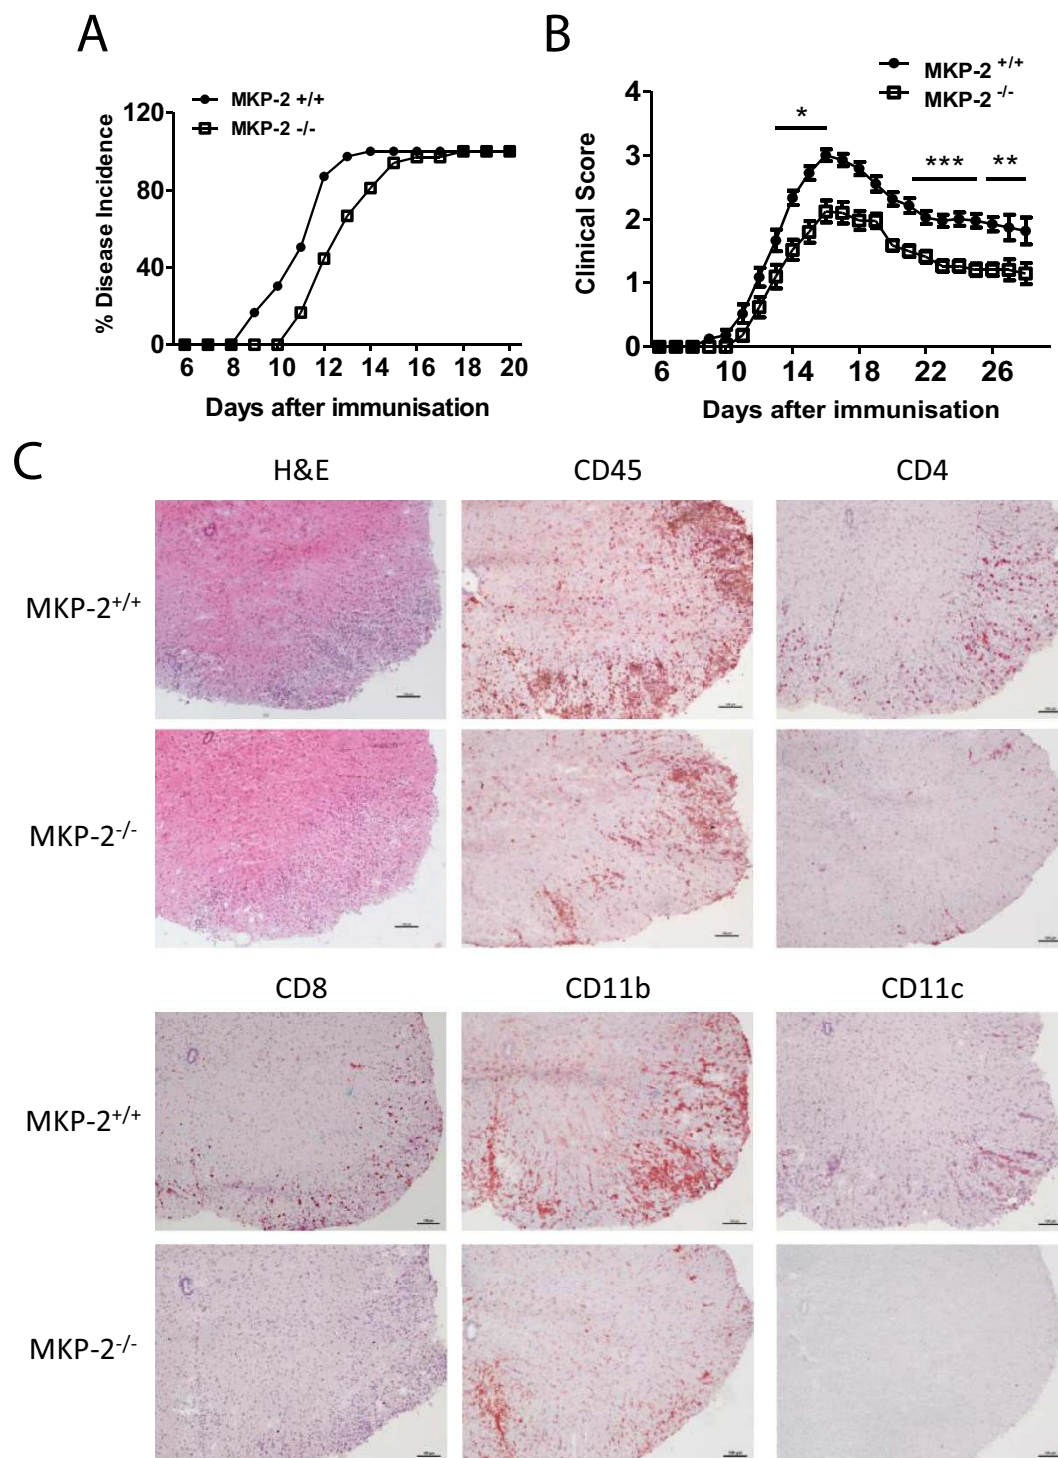 A
MKP-2 +/+
MKP-2 -/-
% Disease Incidence
120
80
40
0
6 8 10 12 14 16 18 20
Days after immunisation
B
MKP-2 +/+
MKP-2 -/-
Clinical Score
4
3
2
1
0
* *** **
6 10 14 18 22 26
Days after immunisation
C
H&E CD45 CD4
MKP-2+/+
MKP-2-/-
CD8 CD11b CD11c
MKP-2+/+
MKP-2-/-